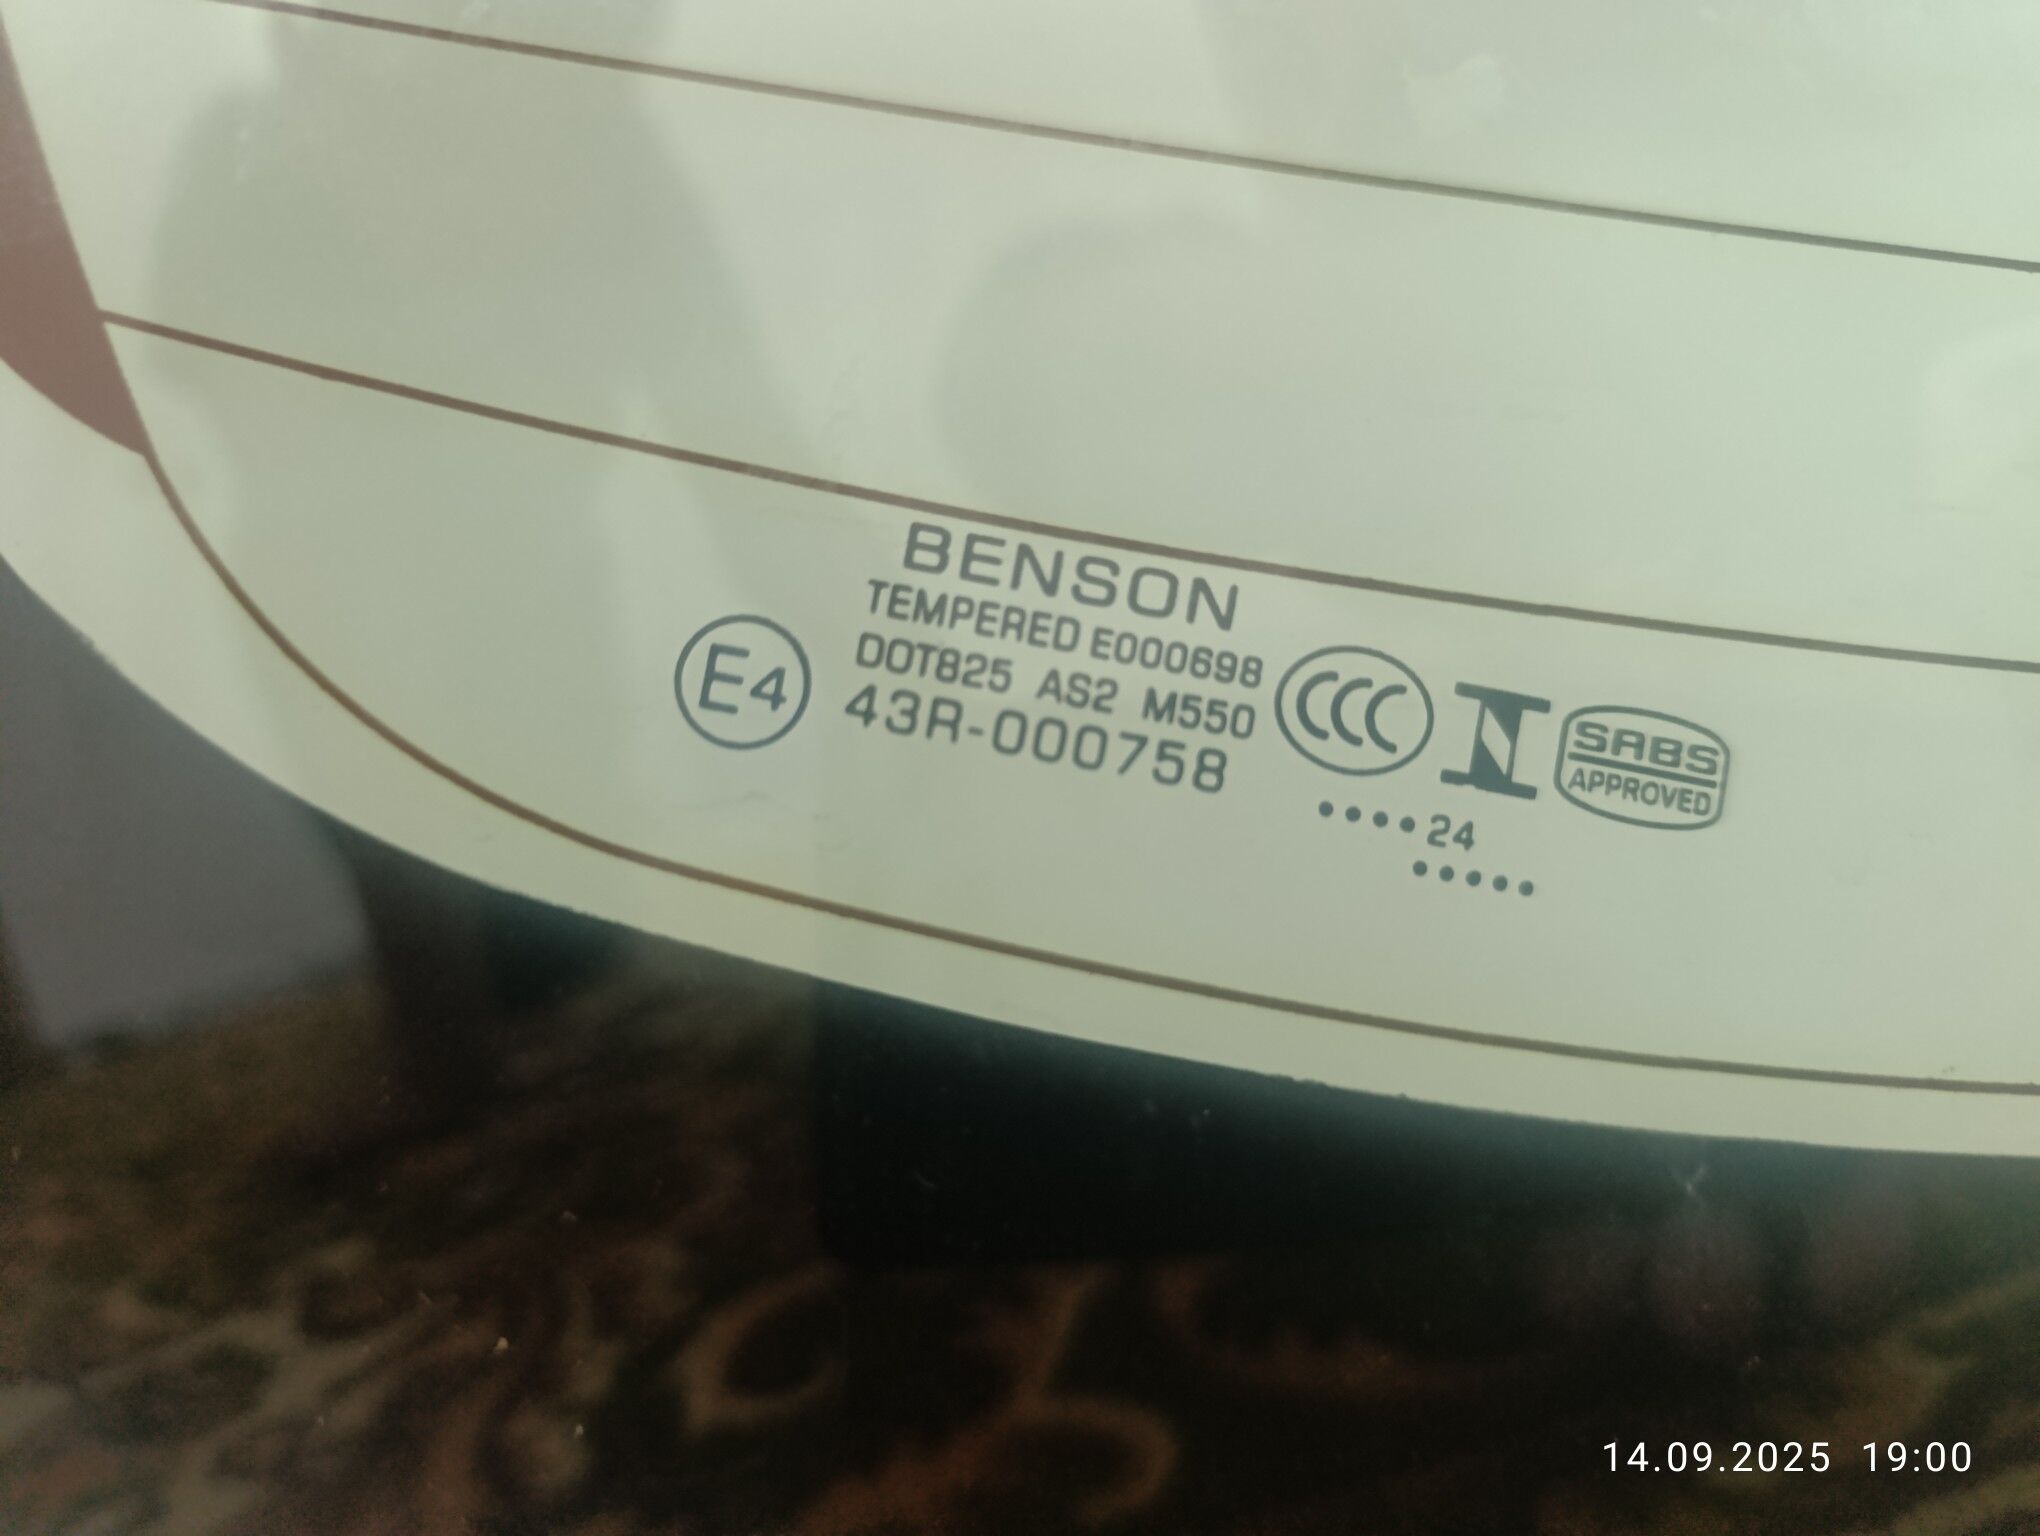 BENSON
TEMPERED E000698
DOT825 AS2 M550
43R-000758
E4
CCC
SABS
APPROVED
••••24
•••••
14.09.2025 19:00